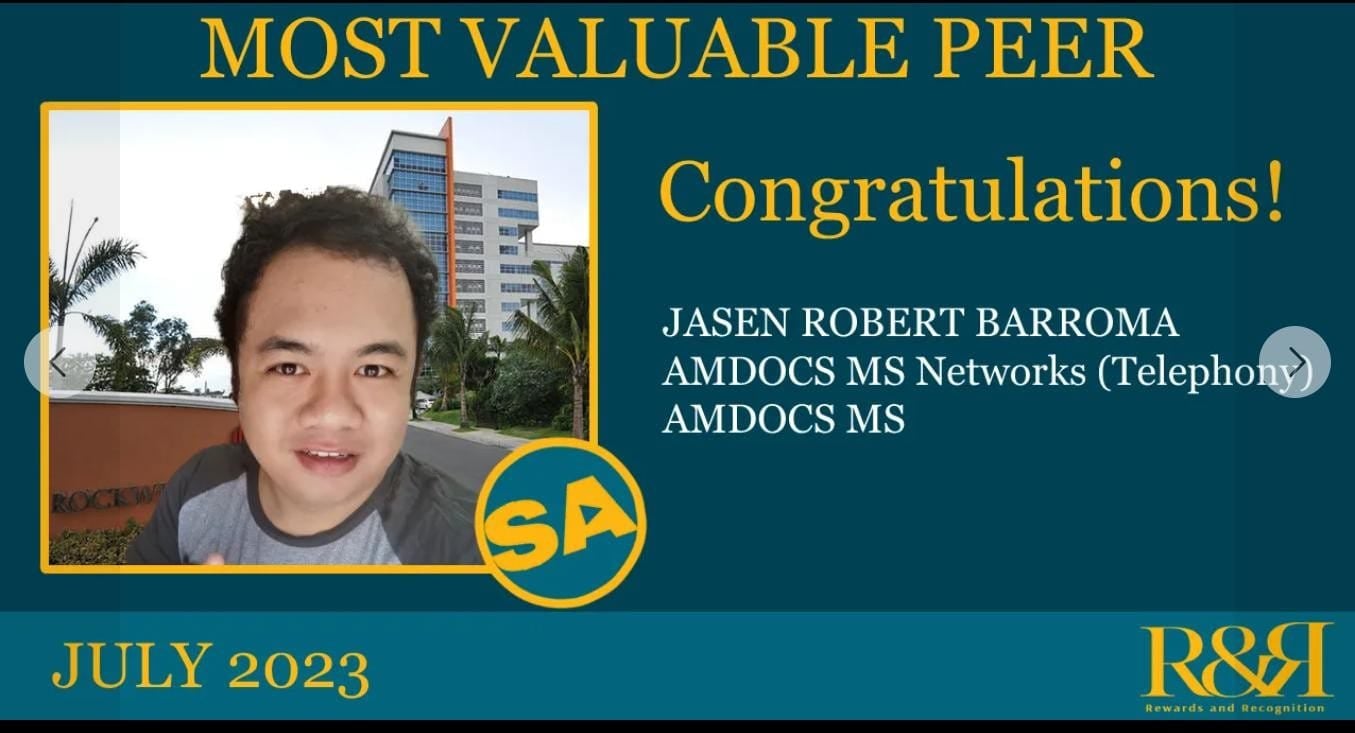 MOST VALUABLE PEER
Congratulations!
JASEN ROBERT BARROMA
AMDOCS MS Networks (Telephony)
AMDOCS MS
SA
JULY 2023
R&R
Rewards and Recognition